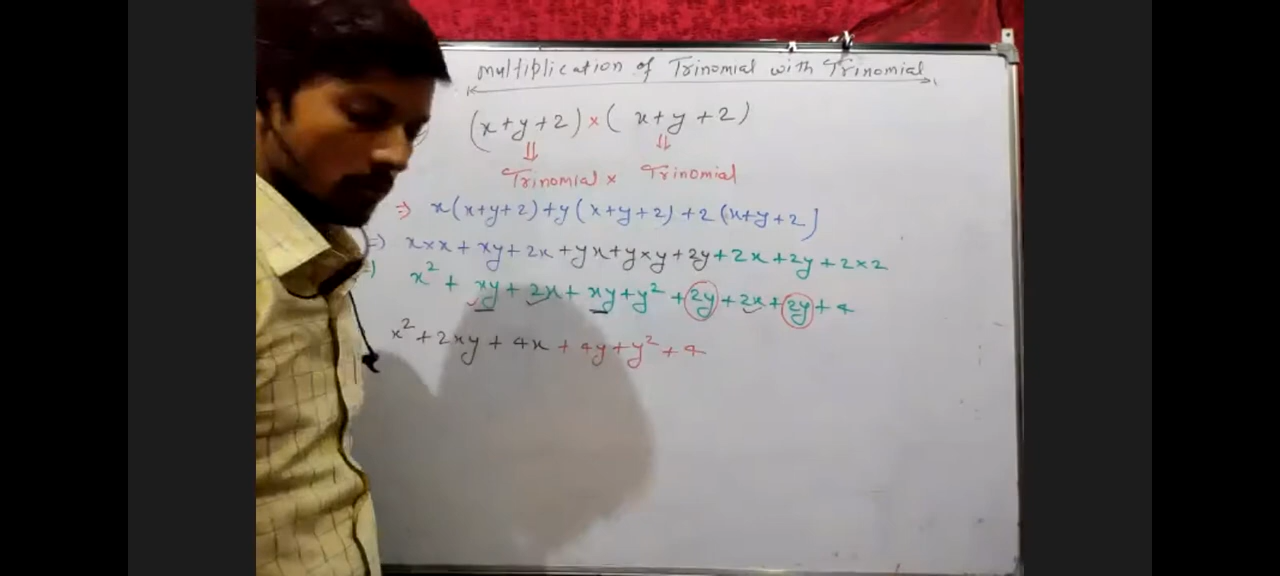 Multiplication of Trinomial with Trinomial
(x+y+2) × ( x+y+2)
⇓ ⇓
Trinomial × Trinomial
⇒ x(x+y+2)+y(x+y+2)+2(x+y+2)
⇒ x×x + xy+2x+yx+y×y+2y+2x+2y+2×2
⇒ x² + xy+2x+xy+y²+2y+2x+2y+4
x²+2xy+4x+4y+y²+4